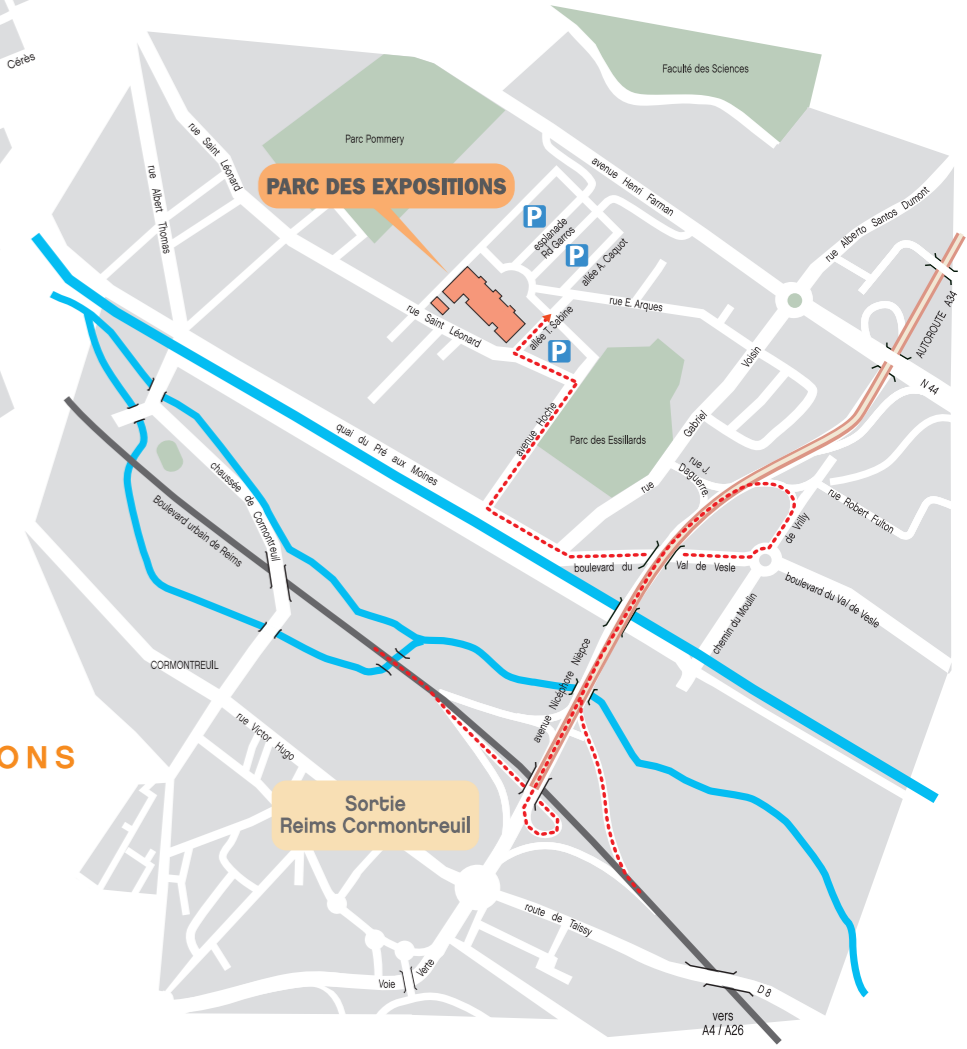 Cérès
Faculté des Sciences
Parc Pommery
rue Saint Léonard
avenue Henri Farman
rue Albert Thomas
PARC DES EXPOSITIONS
rue Alberto Santos Dumont
P
esplanade
Rd Garros
P
allée A. Caquot
AUTOROUTE A34
rue E. Arques
rue Saint Léonard
allée T. Sabine
P
N 44
rue Gabriel Voisin
avenue Hoche
Parc des Essillards
quai du Pré aux Moines
rue J.
Daguerre.
chaussée de Cormontreuil
Boulevard urbain de Reims
rue Robert Fulton
chemin du Moulin de Vrilly
boulevard du Val de Vesle
boulevard du Val de Vesle
CORMONTREUIL
avenue Nicéphore Nièpce
rue Victor Hugo
ONS
Sortie
Reims Cormontreuil
route de Taissy
Voie Verte
D 8
vers
A4 / A26